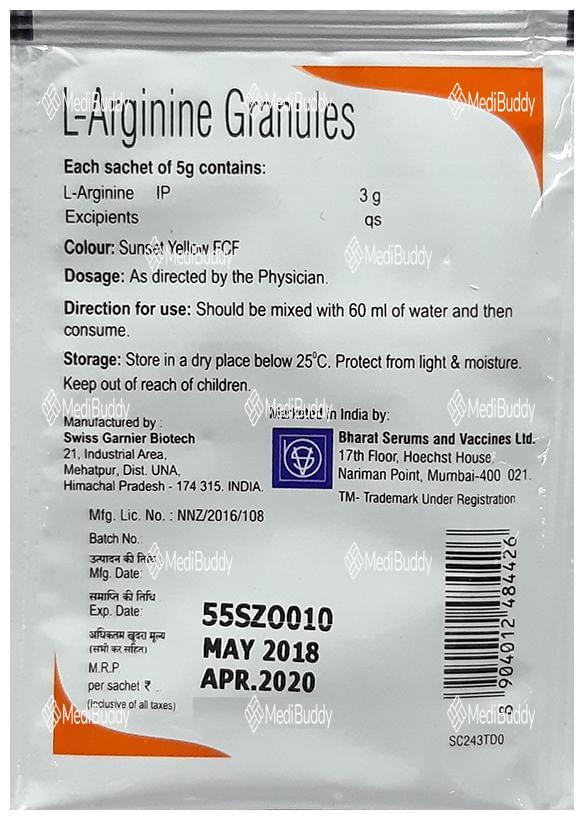 L-Arginine Granules
Each sachet of 5g contains:
L-Arginine IP 3 g
Excipients qs
Colour: Sunset Yellow FCF
Dosage: As directed by the Physician.
Direction for use: Should be mixed with 60 ml of water and then
consume.
Storage: Store in a dry place below 25⁰C. Protect from light & moisture.
Keep out of reach of children.
Manufactured by :
Swiss Garnier Biotech
21, Industrial Area,
Mehatpur, Dist. UNA,
Himachal Pradesh - 174 315. INDIA.
Marketed in India by:
Bharat Serums and Vaccines Ltd.
17th Floor, Hoechst House,
Nariman Point, Mumbai-400 021.
TM- Trademark Under Registration
Mfg. Lic. No. : NNZ/2016/108
Batch No.:
उत्पादन की तिथि
Mfg. Date:
समाप्ति की तिथि
Exp. Date:
अधिकतम खुदरा मूल्य
(सभी कर सहित)
M.R.P.
per sachet ₹ .
(inclusive of all taxes)
55SZO010
MAY 2018
APR.2020
8 904012 484426
SC243TD0
MediBuddy